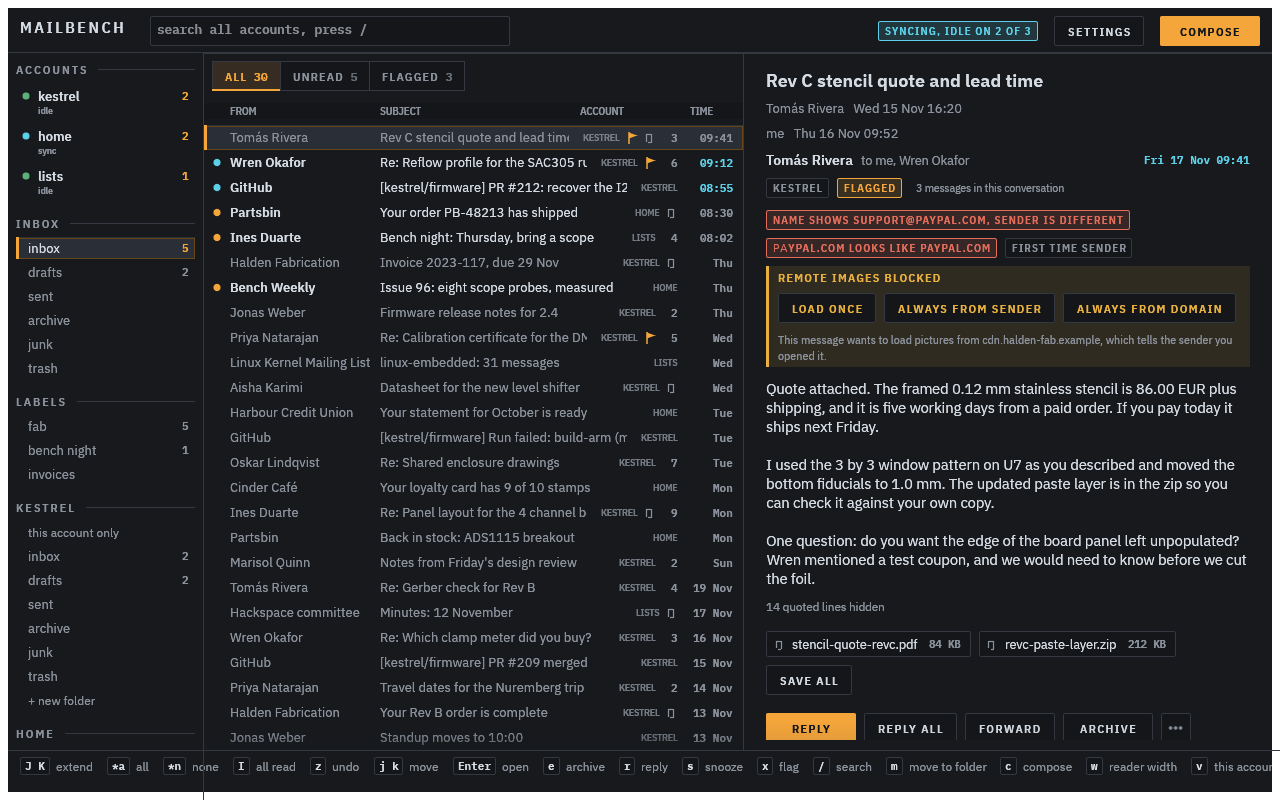 MAILBENCH
search all accounts, press /
SYNCING, IDLE ON 2 OF 3
SETTINGS
COMPOSE
ACCOUNTS
kestrel 2
idle
home 2
sync
lists 1
idle
INBOX
inbox 5
drafts 2
sent
archive
junk
trash
LABELS
fab 5
bench night 1
invoices
KESTREL
this account only
inbox 2
drafts 2
sent
archive
junk
trash
+ new folder
HOME
ALL 30 UNREAD 5 FLAGGED 3
FROM SUBJECT ACCOUNT TIME
Tomás Rivera Rev C stencil quote and lead time KESTREL 3 09:41
Wren Okafor Re: Reflow profile for the SAC305 ru KESTREL 6 09:12
GitHub [kestrel/firmware] PR #212: recover the I2 KESTREL 08:55
Partsbin Your order PB-48213 has shipped HOME 08:30
Ines Duarte Bench night: Thursday, bring a scope LISTS 4 08:02
Halden Fabrication Invoice 2023-117, due 29 Nov KESTREL Thu
Bench Weekly Issue 96: eight scope probes, measured HOME Thu
Jonas Weber Firmware release notes for 2.4 KESTREL 2 Thu
Priya Natarajan Re: Calibration certificate for the DM KESTREL 5 Wed
Linux Kernel Mailing List linux-embedded: 31 messages LISTS Wed
Aisha Karimi Datasheet for the new level shifter KESTREL Wed
Harbour Credit Union Your statement for October is ready HOME Tue
GitHub [kestrel/firmware] Run failed: build-arm (m KESTREL Tue
Oskar Lindqvist Re: Shared enclosure drawings KESTREL 7 Tue
Cinder Café Your loyalty card has 9 of 10 stamps HOME Mon
Ines Duarte Re: Panel layout for the 4 channel b KESTREL 9 Mon
Partsbin Back in stock: ADS1115 breakout HOME Mon
Marisol Quinn Notes from Friday's design review KESTREL 2 Sun
Tomás Rivera Re: Gerber check for Rev B KESTREL 4 19 Nov
Hackspace committee Minutes: 12 November LISTS 17 Nov
Wren Okafor Re: Which clamp meter did you buy? KESTREL 3 16 Nov
GitHub [kestrel/firmware] PR #209 merged KESTREL 15 Nov
Priya Natarajan Travel dates for the Nuremberg trip KESTREL 2 14 Nov
Halden Fabrication Your Rev B order is complete KESTREL 13 Nov
Jonas Weber Standup moves to 10:00 KESTREL 13 Nov
Rev C stencil quote and lead time
Tomás Rivera Wed 15 Nov 16:20
me Thu 16 Nov 09:52
Tomás Rivera to me, Wren Okafor Fri 17 Nov 09:41
KESTREL FLAGGED 3 messages in this conversation
NAME SHOWS SUPPORT@PAYPAL.COM, SENDER IS DIFFERENT
PAYPAL.COM LOOKS LIKE PAYPAL.COM FIRST TIME SENDER
REMOTE IMAGES BLOCKED
LOAD ONCE ALWAYS FROM SENDER ALWAYS FROM DOMAIN
This message wants to load pictures from cdn.halden-fab.example, which tells the sender you
opened it.
Quote attached. The framed 0.12 mm stainless stencil is 86.00 EUR plus
shipping, and it is five working days from a paid order. If you pay today it
ships next Friday.
I used the 3 by 3 window pattern on U7 as you described and moved the
bottom fiducials to 1.0 mm. The updated paste layer is in the zip so you
can check it against your own copy.
One question: do you want the edge of the board panel left unpopulated?
Wren mentioned a test coupon, and we would need to know before we cut
the foil.
14 quoted lines hidden
stencil-quote-revc.pdf 84 KB revc-paste-layer.zip 212 KB
SAVE ALL
REPLY REPLY ALL FORWARD ARCHIVE •••
J K extend *a all *n none I all read z undo j k move Enter open e archive r reply s snooze x flag / search m move to folder c compose w reader width v this accoun